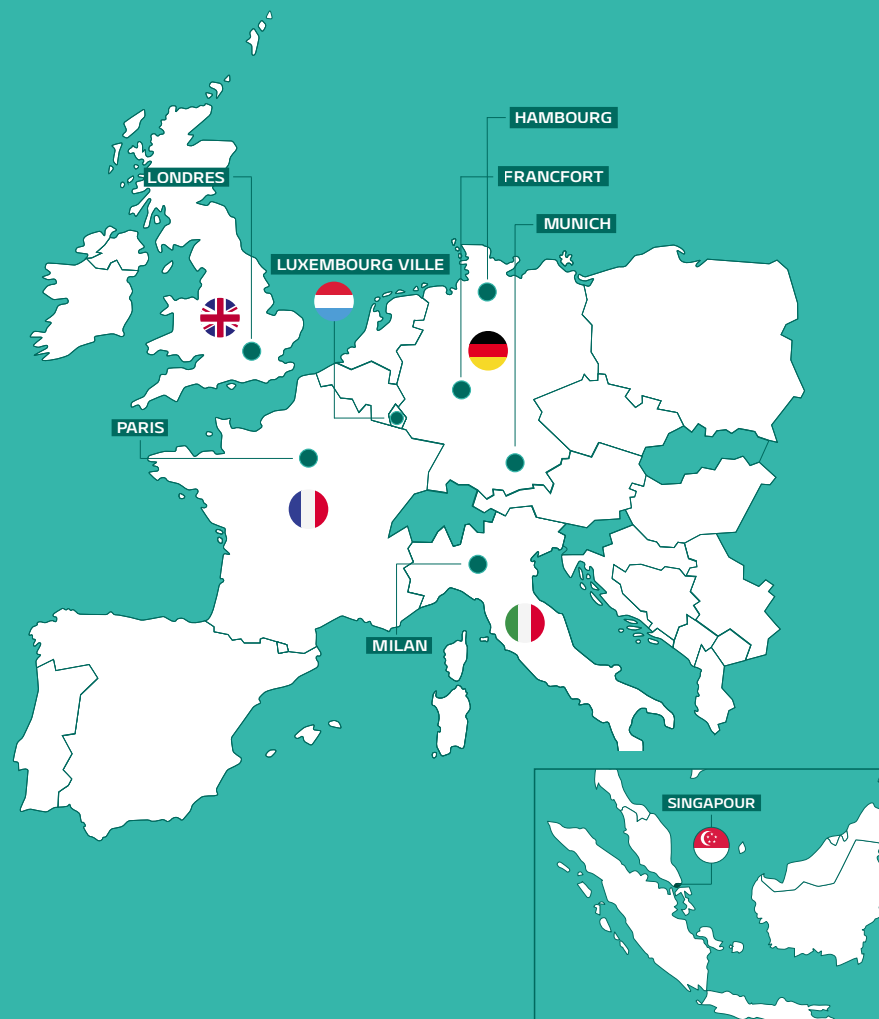 HAMBOURG
FRANCFORT
LONDRES
MUNICH
LUXEMBOURG VILLE
PARIS
MILAN
SINGAPOUR